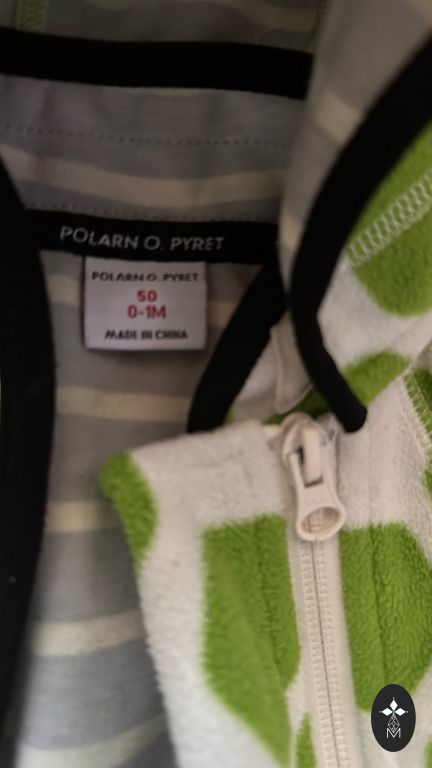 POLARN O. PYRET
POLARN O. PYRET
50
0-1M
MADE IN CHINA
M